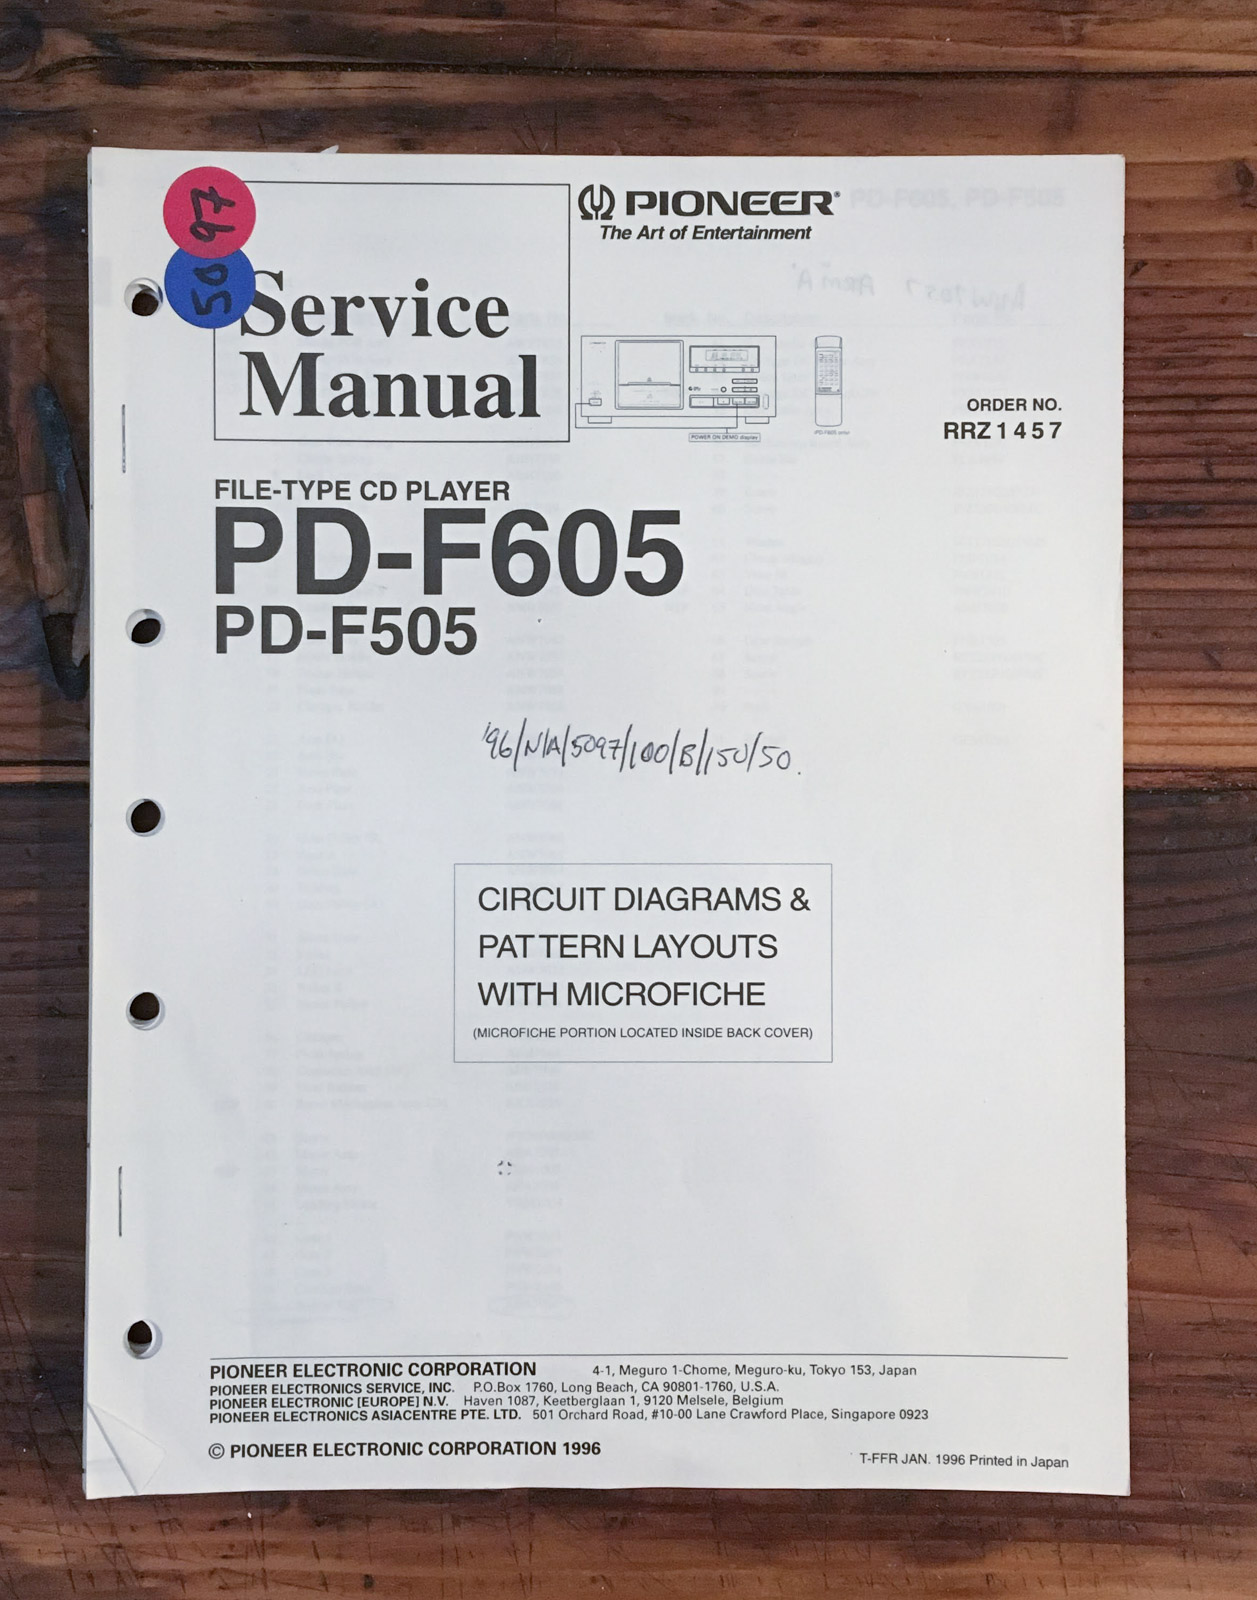 97
50
PIONEER®
The Art of Entertainment
Service
Manual
POWER ON DEMO display
ORDER NO.
RRZ1457
FILE-TYPE CD PLAYER
PD-F605
PD-F505
'96/N/A/5097/100/B/150/50.
CIRCUIT DIAGRAMS &
PATTERN LAYOUTS
WITH MICROFICHE
(MICROFICHE PORTION LOCATED INSIDE BACK COVER)
PIONEER ELECTRONIC CORPORATION 4-1, Meguro 1-Chome, Meguro-ku, Tokyo 153, Japan
PIONEER ELECTRONICS SERVICE, INC. P.O.Box 1760, Long Beach, CA 90801-1760, U.S.A.
PIONEER ELECTRONIC [EUROPE] N.V. Haven 1087, Keetberglaan 1, 9120 Melsele, Belgium
PIONEER ELECTRONICS ASIACENTRE PTE. LTD. 501 Orchard Road, #10-00 Lane Crawford Place, Singapore 0923
© PIONEER ELECTRONIC CORPORATION 1996
T-FFR JAN. 1996 Printed in Japan